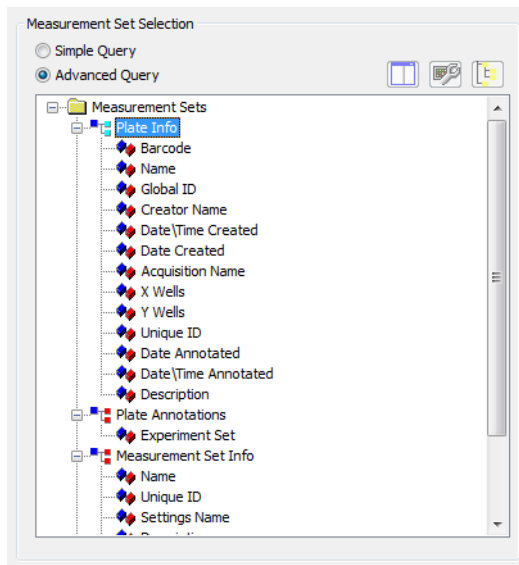 Measurement Set Selection
Simple Query
Advanced Query
Measurement Sets
Plate Info
Barcode
Name
Global ID
Creator Name
Date\Time Created
Date Created
Acquisition Name
X Wells
Y Wells
Unique ID
Date Annotated
Date\Time Annotated
Description
Plate Annotations
Experiment Set
Measurement Set Info
Name
Unique ID
Settings Name